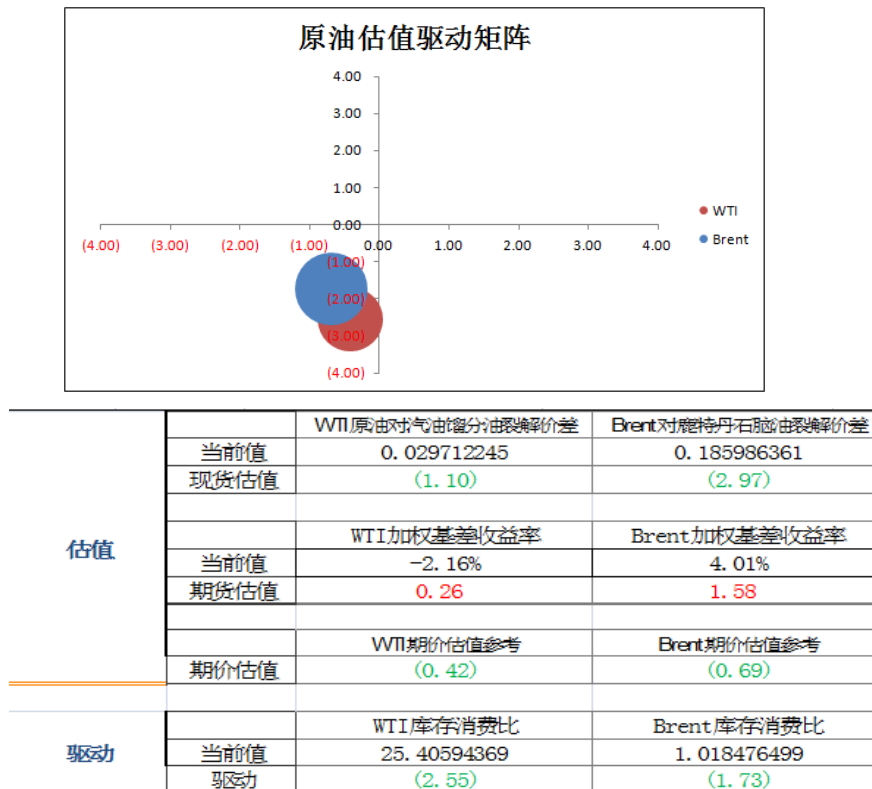 原油估值驱动矩阵
4.00
3.00
2.00
1.00
0.00
(4.00) (3.00) (2.00) (1.00) 0.00 1.00 2.00 3.00 4.00
(1.00)
(2.00)
(3.00)
(4.00)
WTI
Brent
WTI原油对汽油馏分油裂解价差 Brent对鹿特丹石脑油裂解价差
当前值 0.029712245 0.185986361
现货估值 (1.10) (2.97)
估值
WTI加权基差收益率 Brent加权基差收益率
当前值 -2.16% 4.01%
期货估值 0.26 1.58
WTI期价估值参考 Brent期价估值参考
期价估值 (0.42) (0.69)
WTI库存消费比 Brent库存消费比
驱动 当前值 25.40594369 1.018476499
驱动 (2.55) (1.73)